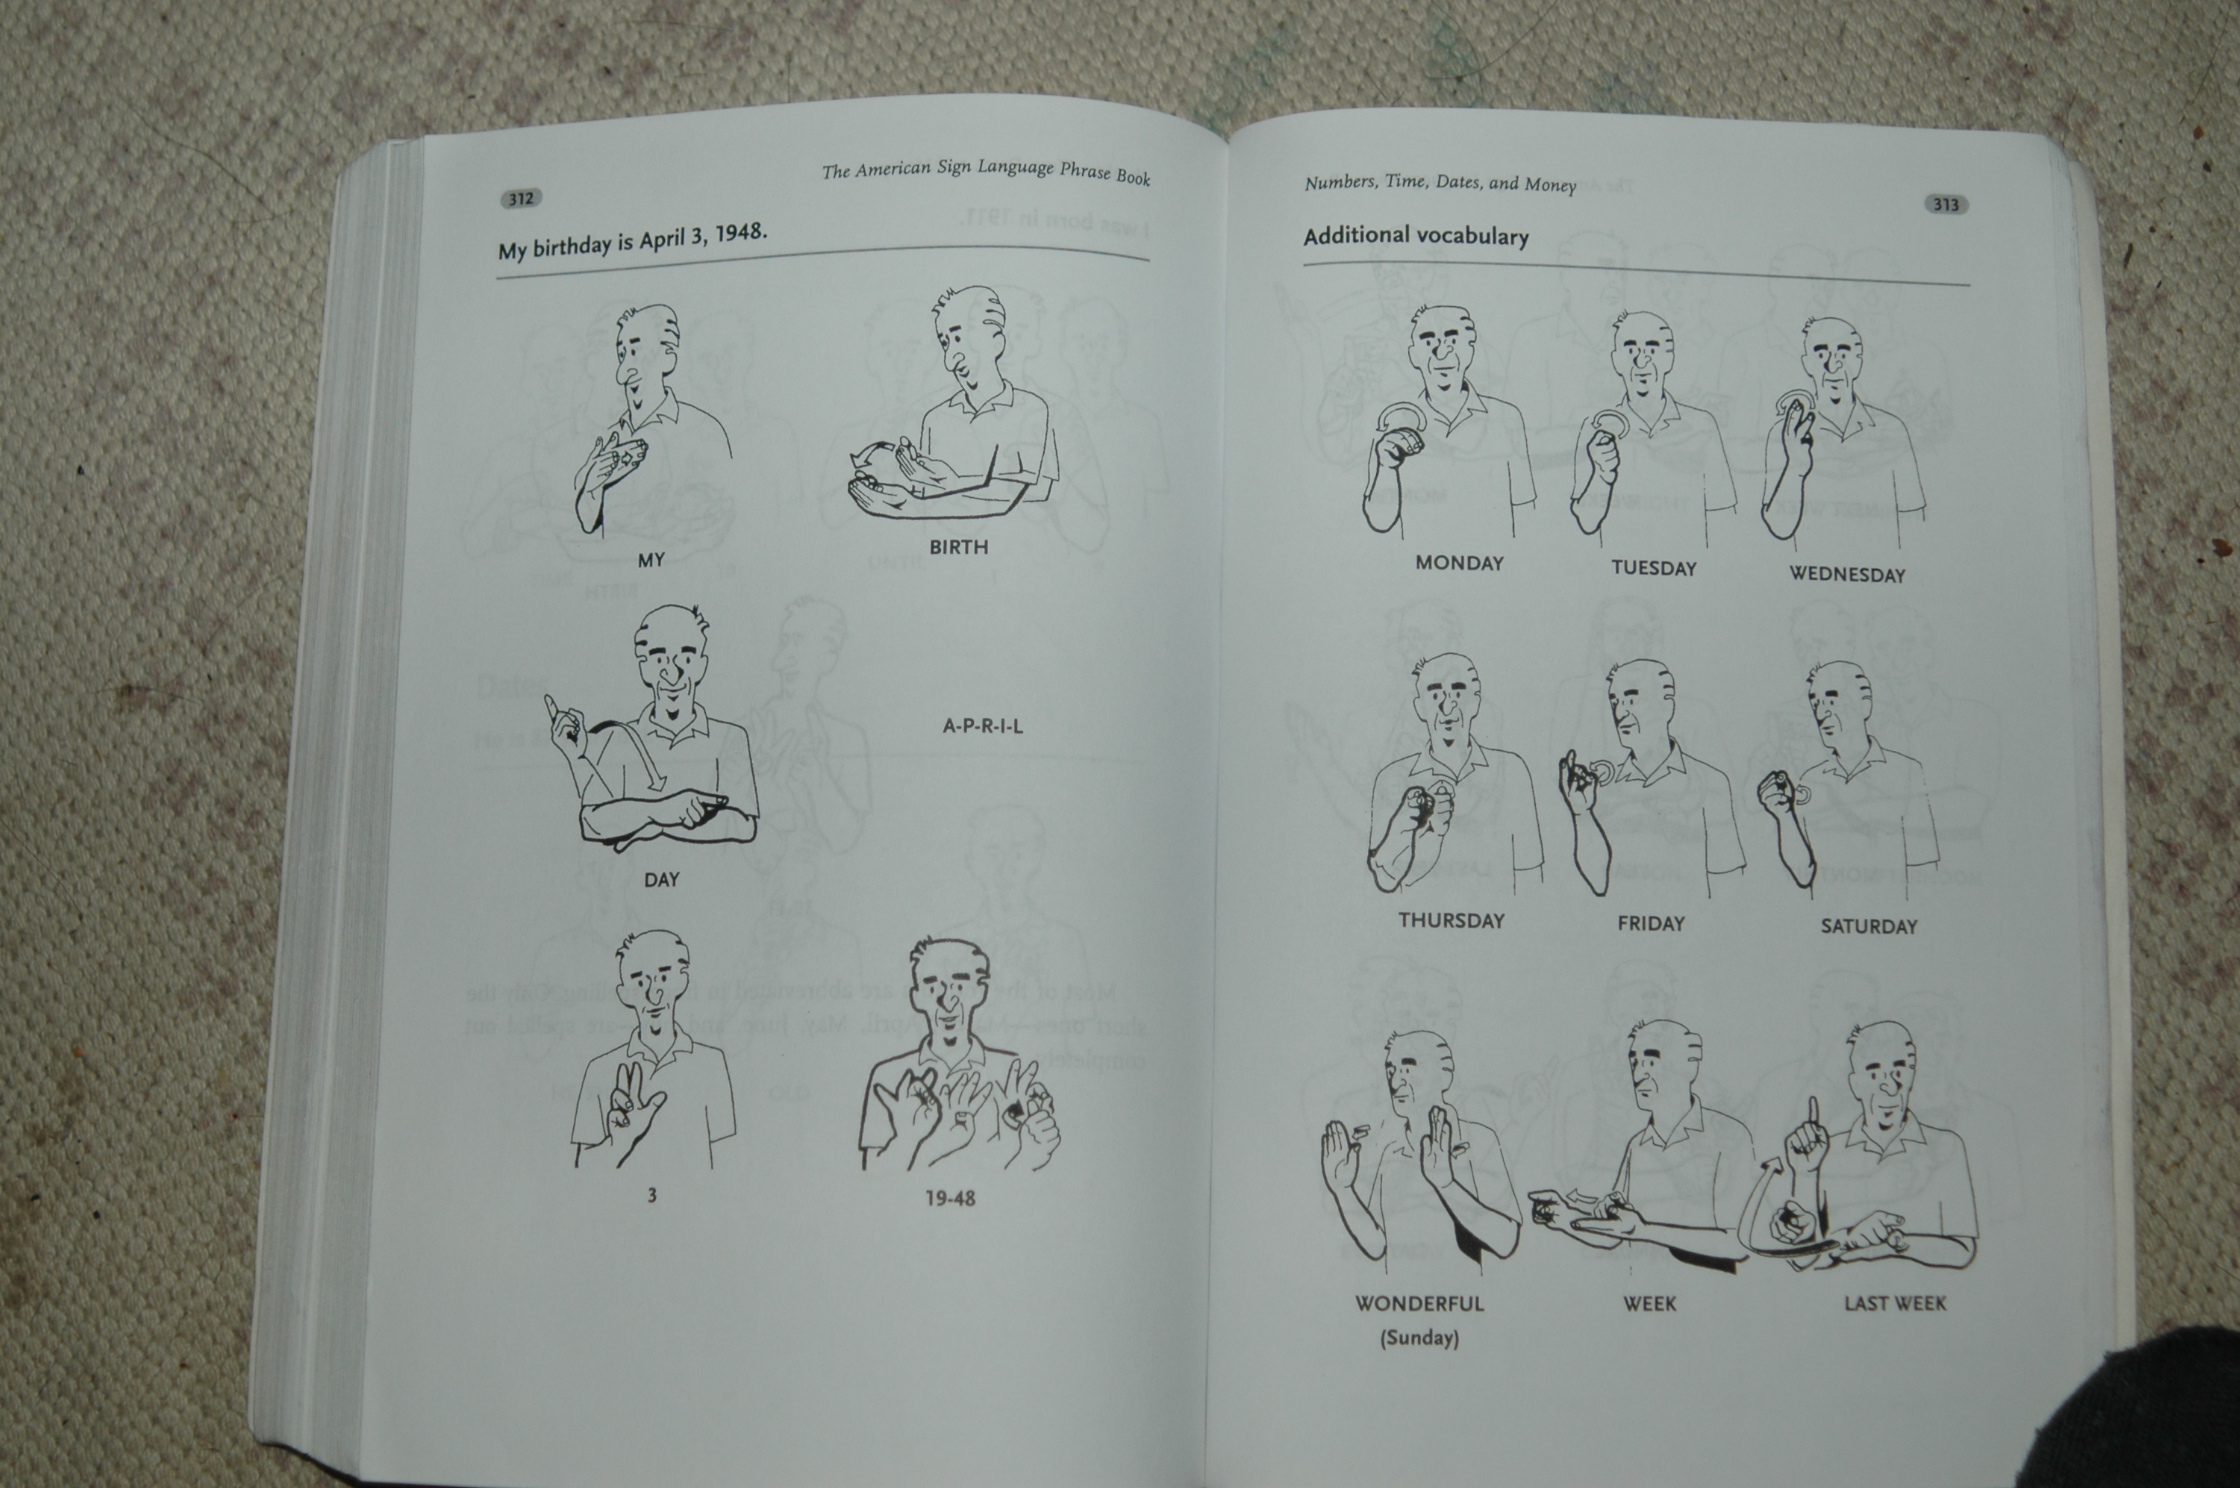 312
The American Sign Language Phrase Book
My birthday is April 3, 1948.
MY
BIRTH
DAY
A-P-R-I-L
3
19-48
Numbers, Time, Dates, and Money
313
Additional vocabulary
MONDAY
TUESDAY
WEDNESDAY
THURSDAY
FRIDAY
SATURDAY
WONDERFUL
(Sunday)
WEEK
LAST WEEK